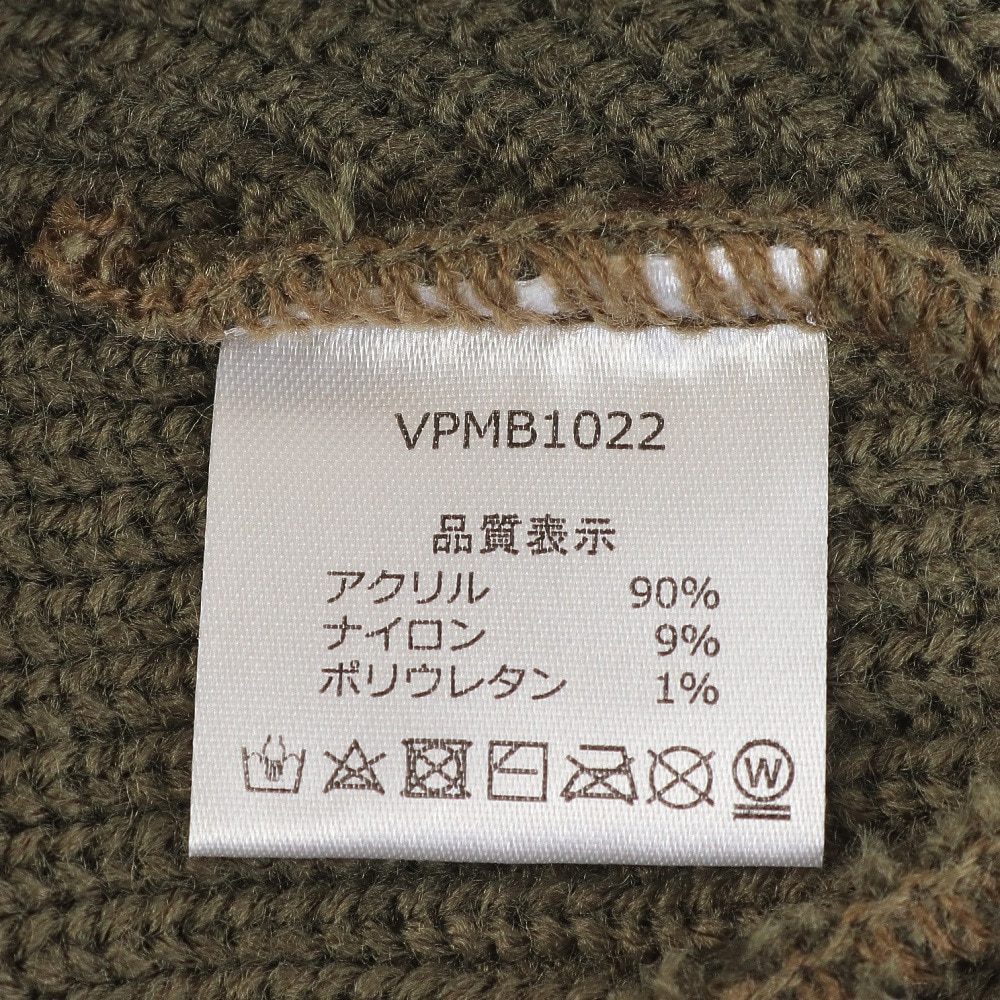 VPMB1022
品質表示
アクリル 90%
ナイロン 9%
ポリウレタン 1%
W